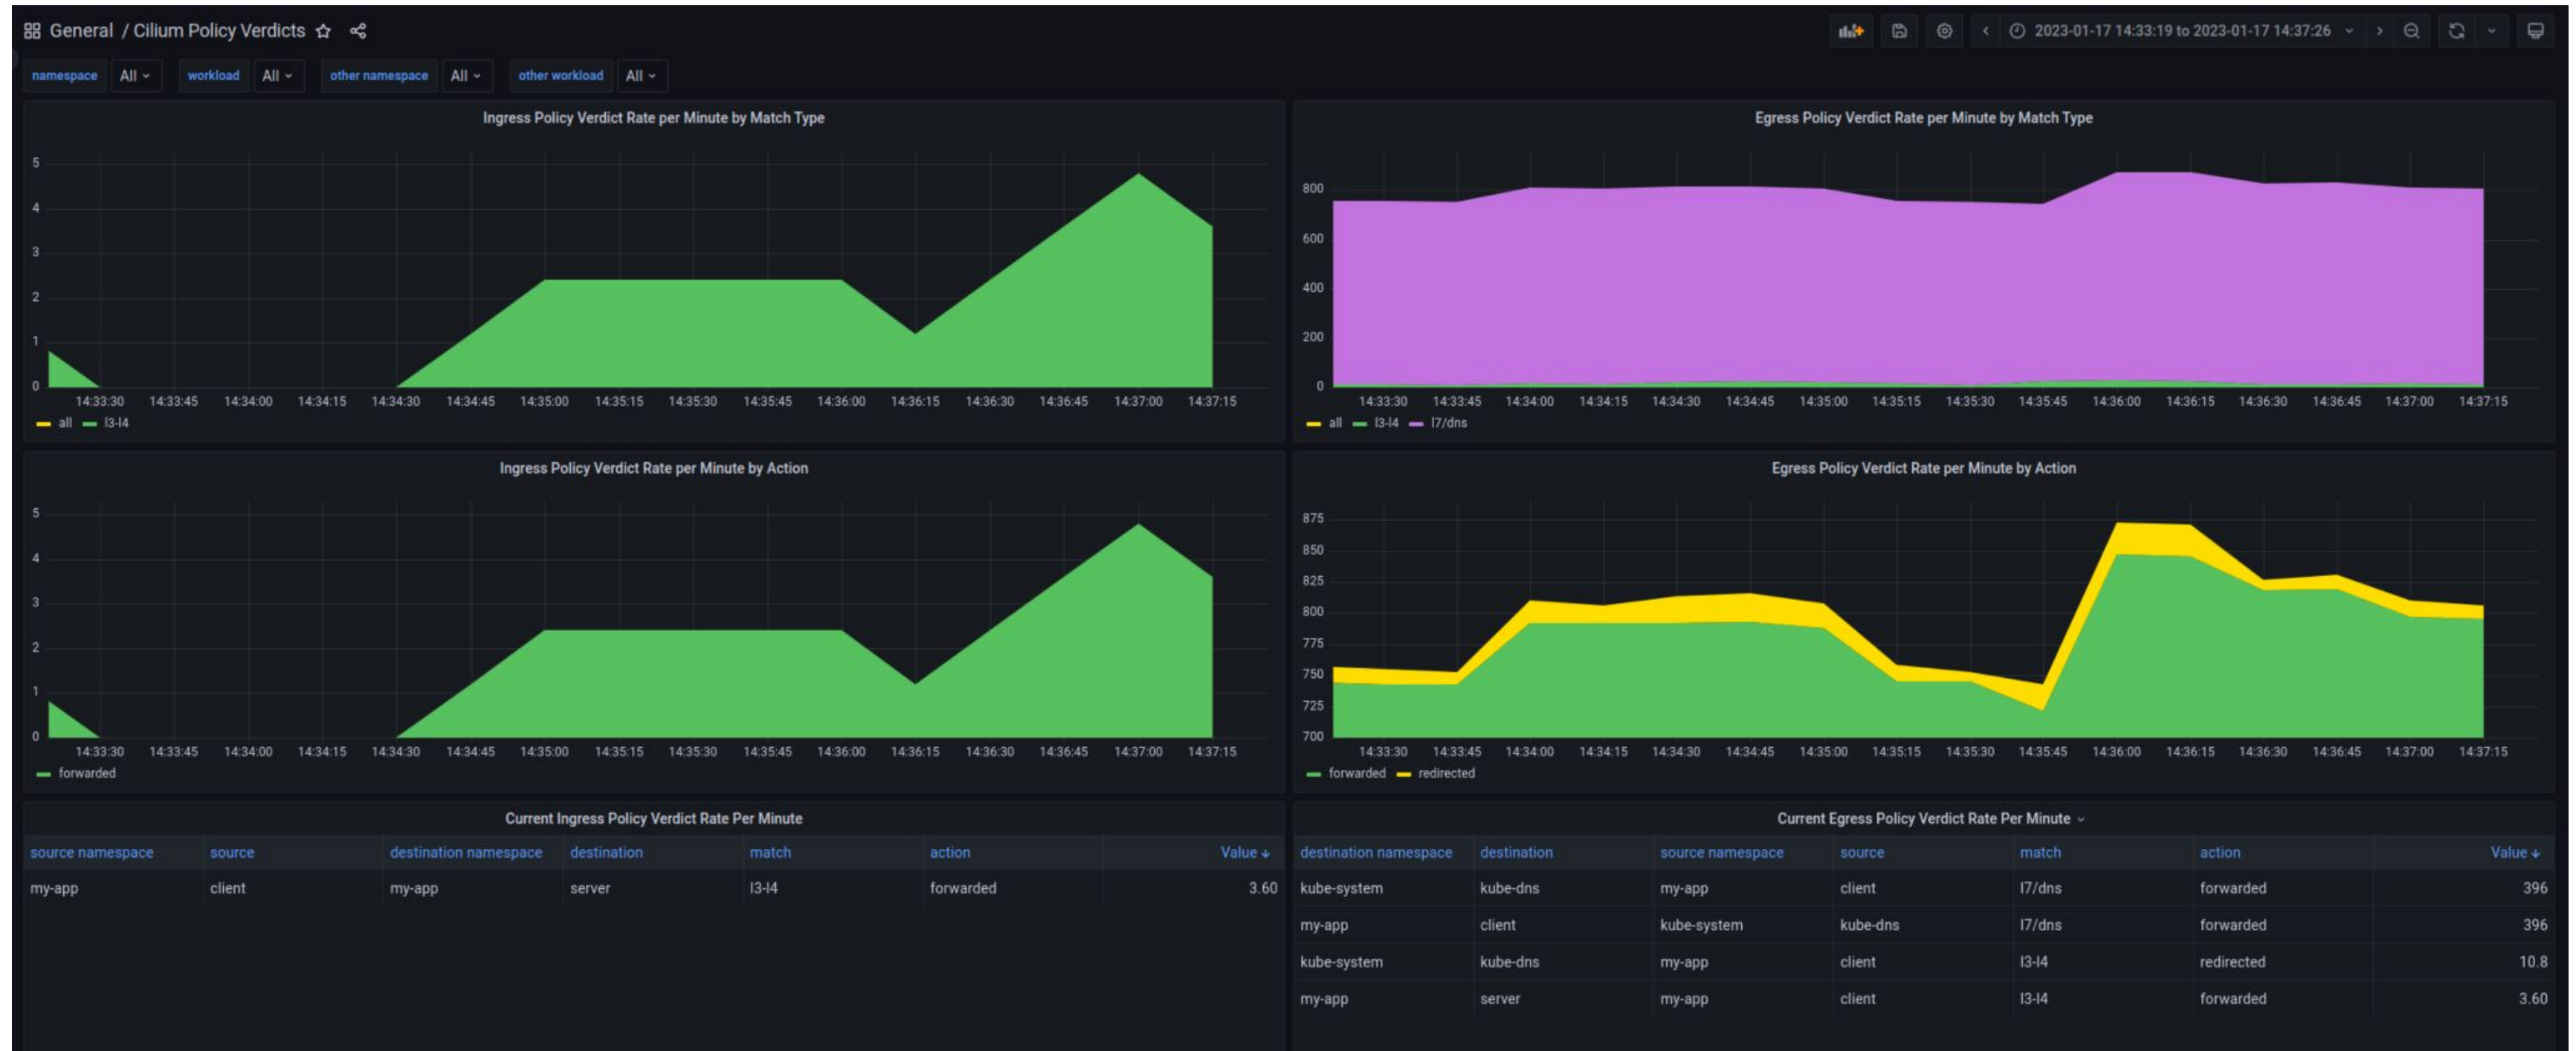 General / Cilium Policy Verdicts
2023-01-17 14:33:19 to 2023-01-17 14:37:26
namespace All workload All other namespace All other workload All
Ingress Policy Verdict Rate per Minute by Match Type
5
4
3
2
1
0
14:33:30 14:33:45 14:34:00 14:34:15 14:34:30 14:34:45 14:35:00 14:35:15 14:35:30 14:35:45 14:36:00 14:36:15 14:36:30 14:36:45 14:37:00 14:37:15
all l3-l4
Egress Policy Verdict Rate per Minute by Match Type
800
600
400
200
0
14:33:30 14:33:45 14:34:00 14:34:15 14:34:30 14:34:45 14:35:00 14:35:15 14:35:30 14:35:45 14:36:00 14:36:15 14:36:30 14:36:45 14:37:00 14:37:15
all l3-l4 l7/dns
Ingress Policy Verdict Rate per Minute by Action
5
4
3
2
1
0
14:33:30 14:33:45 14:34:00 14:34:15 14:34:30 14:34:45 14:35:00 14:35:15 14:35:30 14:35:45 14:36:00 14:36:15 14:36:30 14:36:45 14:37:00 14:37:15
forwarded
Egress Policy Verdict Rate per Minute by Action
875
850
825
800
775
750
725
700
14:33:30 14:33:45 14:34:00 14:34:15 14:34:30 14:34:45 14:35:00 14:35:15 14:35:30 14:35:45 14:36:00 14:36:15 14:36:30 14:36:45 14:37:00 14:37:15
forwarded redirected
Current Ingress Policy Verdict Rate Per Minute
source namespace source destination namespace destination match action Value
my-app client my-app server l3-l4 forwarded 3.60
Current Egress Policy Verdict Rate Per Minute
destination namespace destination source namespace source match action Value
kube-system kube-dns my-app client l7/dns forwarded 396
my-app client kube-system kube-dns l7/dns forwarded 396
kube-system kube-dns my-app client l3-l4 redirected 10.8
my-app server my-app client l3-l4 forwarded 3.60